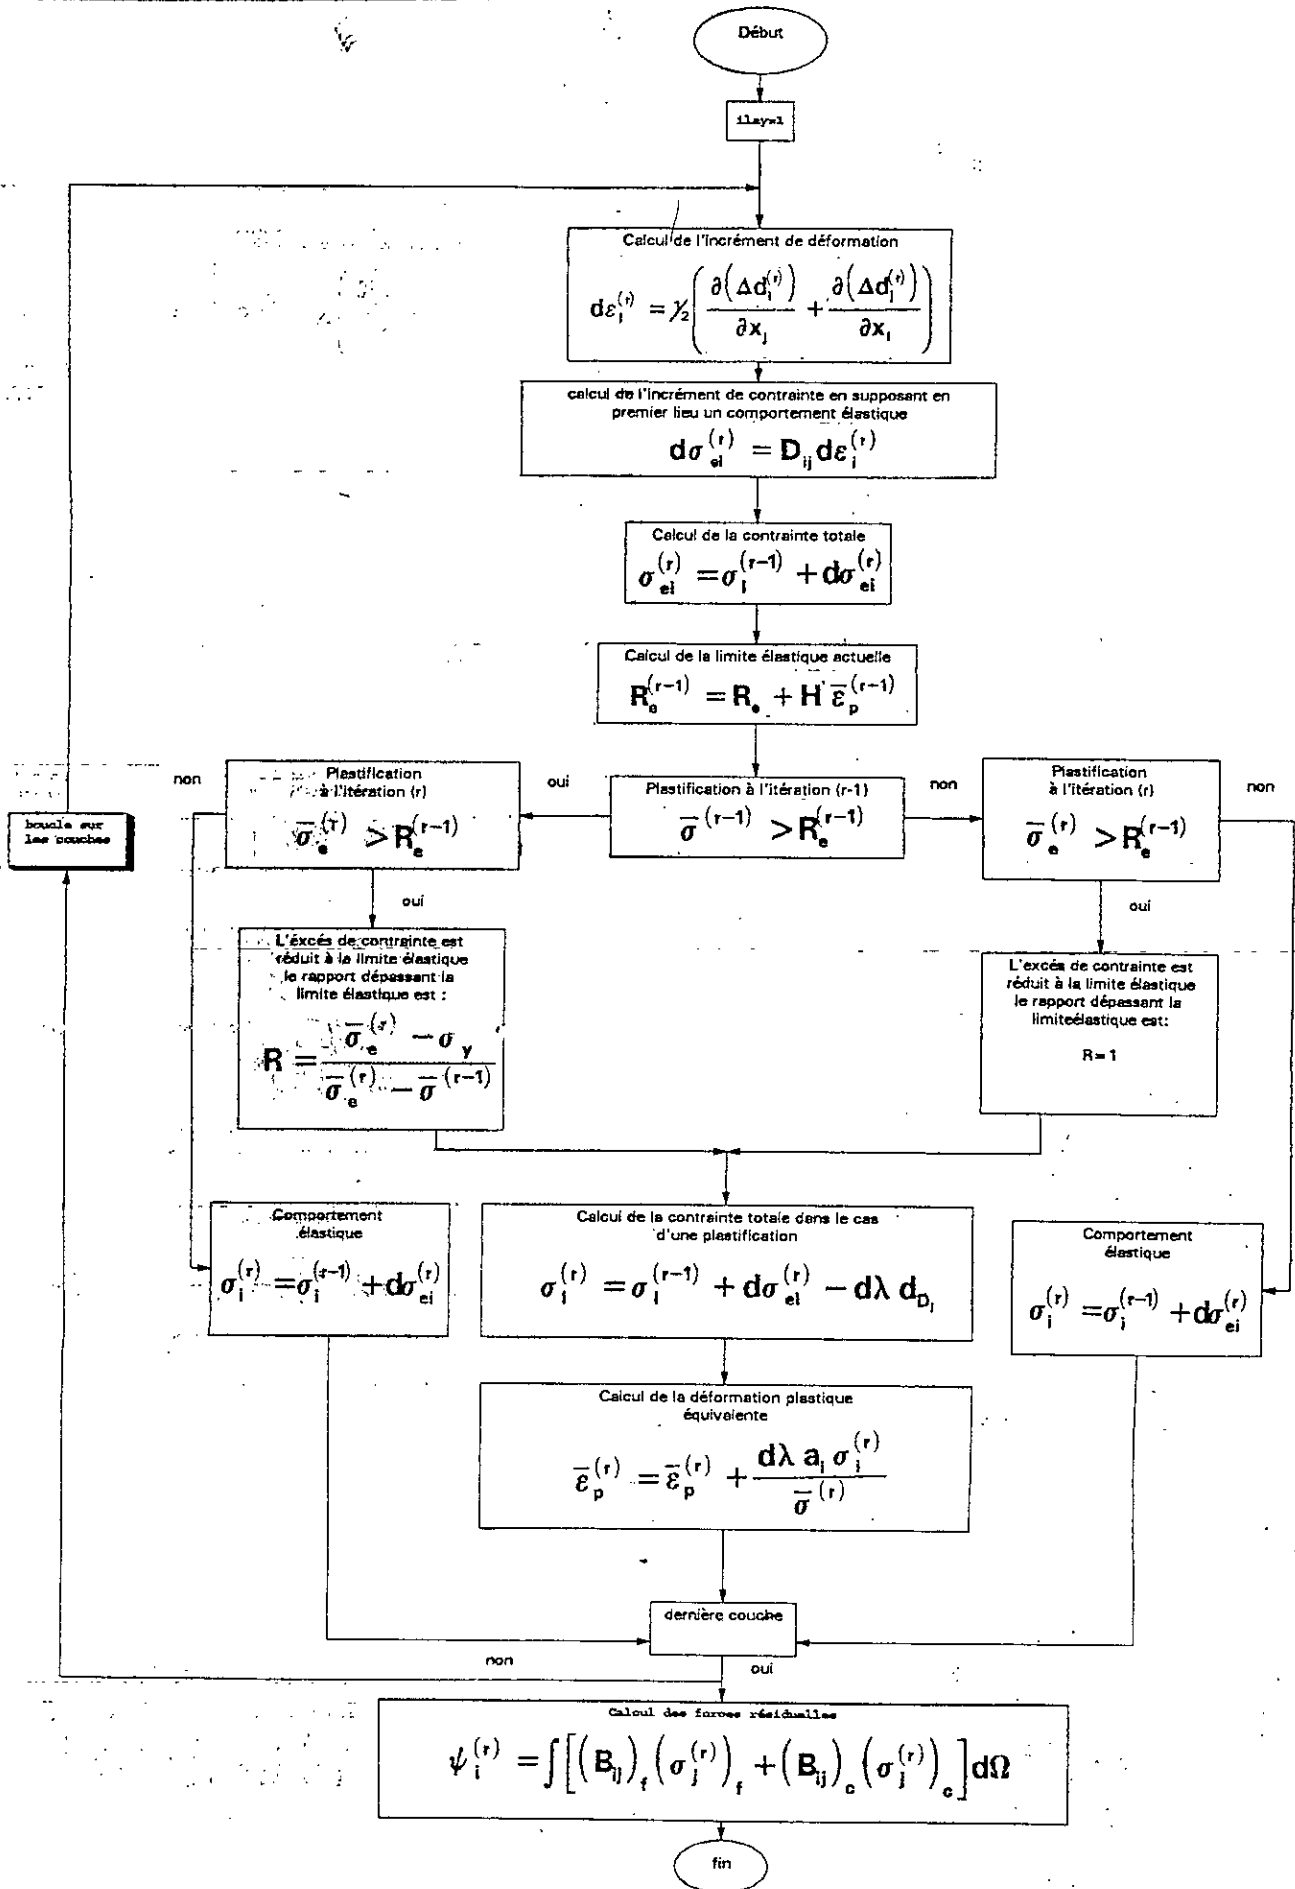 Début
ilay=1
Calcul de l'incrément de déformation
dε_i^(r) = ½ ( ∂(Δd_i^(r)) / ∂x_j + ∂(Δd_j^(r)) / ∂x_i )
calcul de l'incrément de contrainte en supposant en
premier lieu un comportement élastique
dσ_ei^(r) = D_ij dε_i^(r)
Calcul de la contrainte totale
σ_ei^(r) = σ_i^(r-1) + dσ_ei^(r)
Calcul de la limite élastique actuelle
R_e^(r-1) = R_e + H' ε̅_p^(r-1)
non
Plastification
à l'itération (r)
σ̅_e^(r) > R_e^(r-1)
oui
Plastification à l'itération (r-1)
σ̅^(r-1) > R_e^(r-1)
non
Plastification
à l'itération (r)
σ̅_e^(r) > R_e^(r-1)
non
boucle sur
les couches
oui
oui
L'éxcés de contrainte est
réduit à la limite élastique
le rapport dépassant la
limite élastique est :
R = (σ̅_e^(r) − σ_y) / (σ̅_e^(r) − σ̅^(r-1))
L'excés de contrainte est
réduit à la limite élastique
le rapport dépassant la
limiteélastique est:
R= 1
Comportement
élastique
σ_i^(r) = σ_i^(r-1) + dσ_ei^(r)
Calcul de la contrainte totale dans le cas
d'une plastification
σ_i^(r) = σ_i^(r-1) + dσ_ei^(r) − dλ d_D_i
Comportement
élastique
σ_i^(r) = σ_i^(r-1) + dσ_ei^(r)
Calcul de la déformation plastique
équivalente
ε̅_p^(r) = ε̅_p^(r) + dλ a_i σ_i^(r) / σ̅^(r)
dernière couche
non
oui
Calcul des forces résiduelles
ψ_i^(r) = ∫[(B_ij)_f (σ_j^(r))_f + (B_ij)_c (σ_j^(r))_c]dΩ
fin